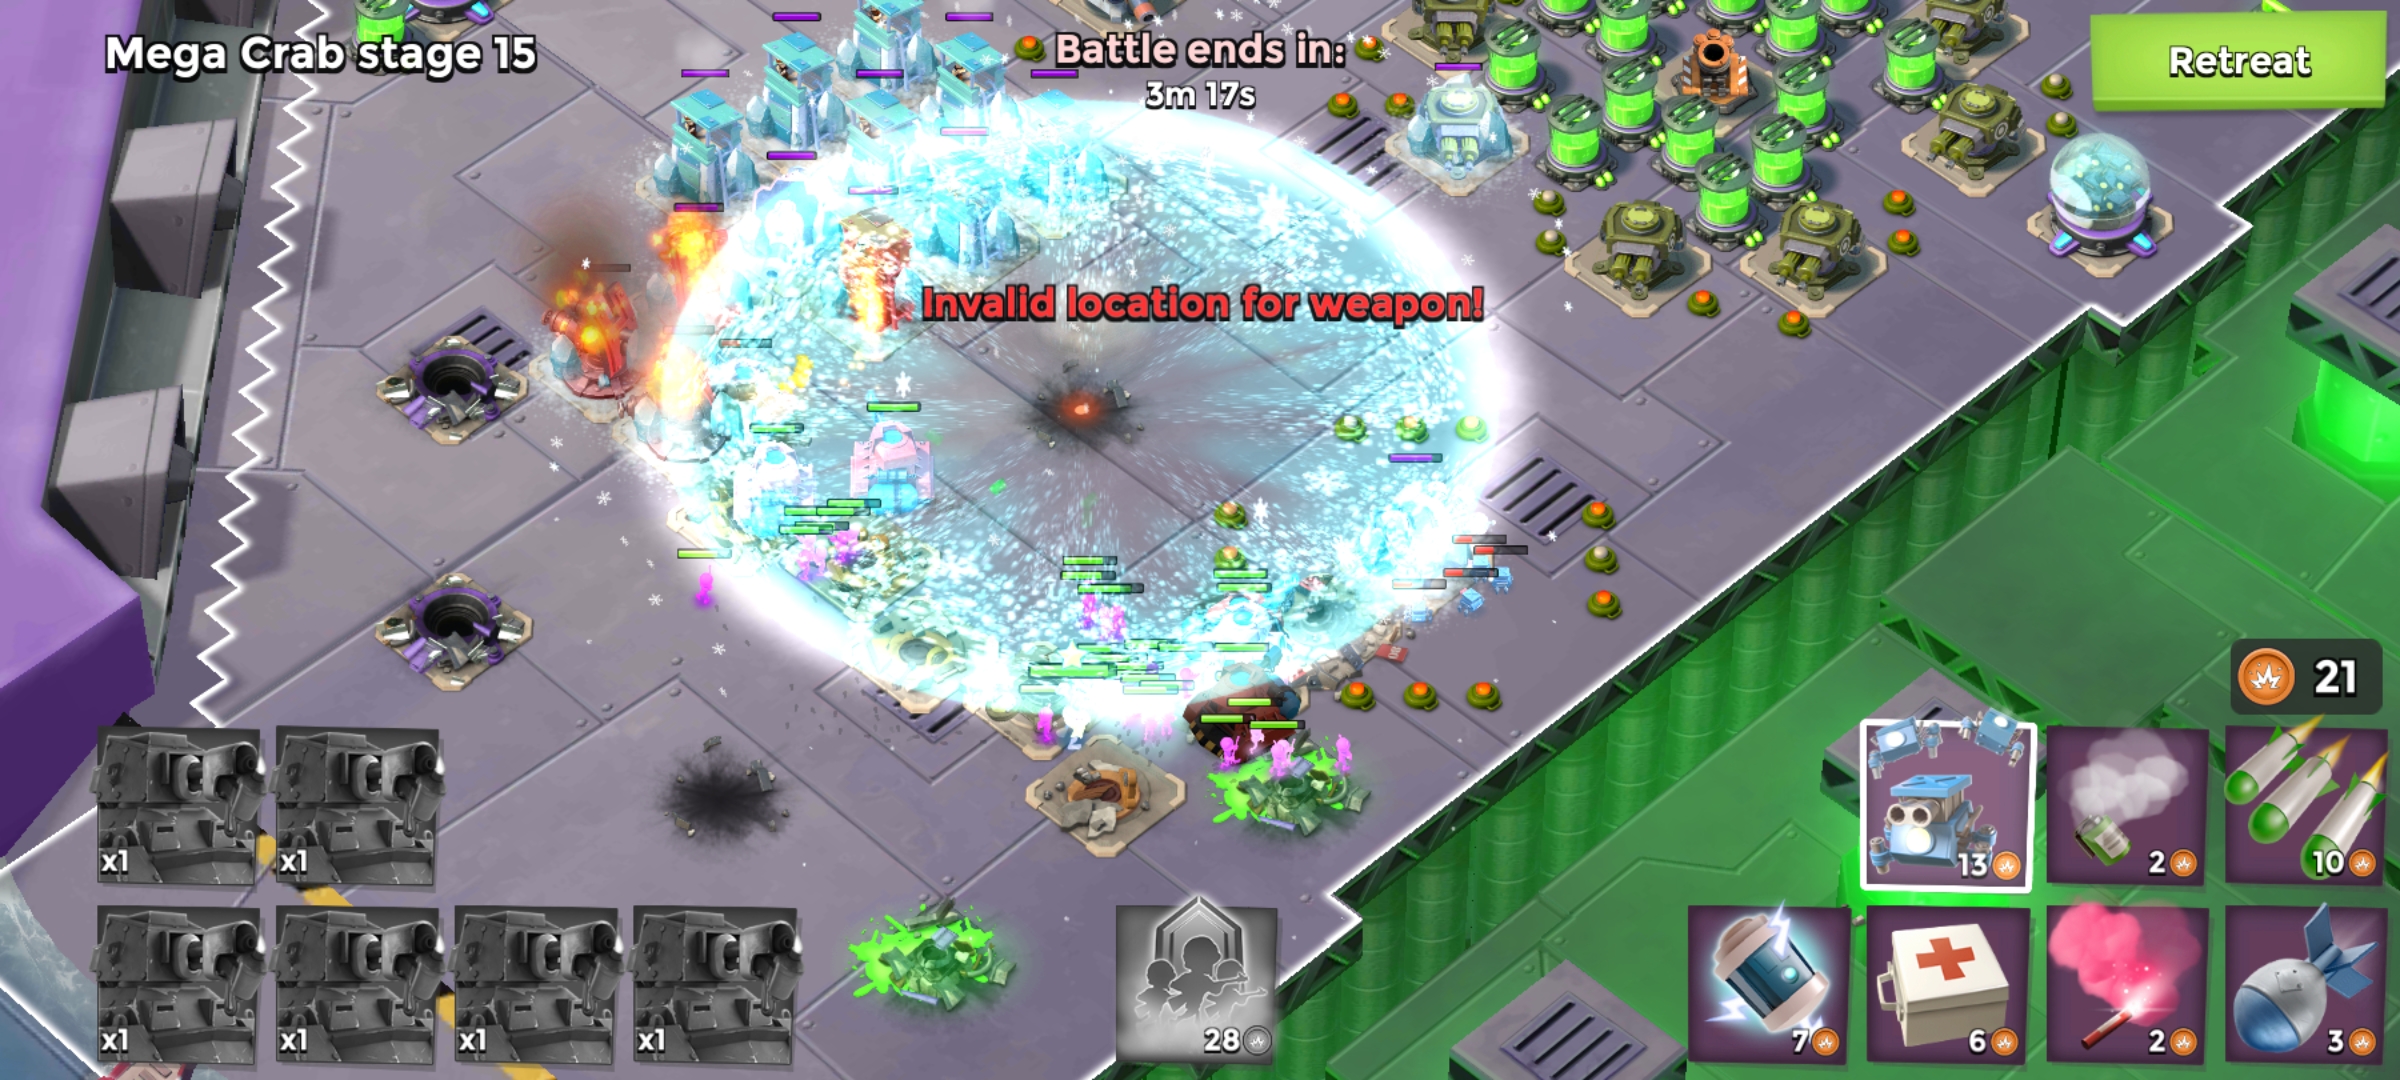 Mega Crab stage 15
Battle ends in:
3m 17s
Retreat
Invalid location for weapon!
21
13
2
10
x1
x1
x1
x1
x1
x1
28
7
6
2
3